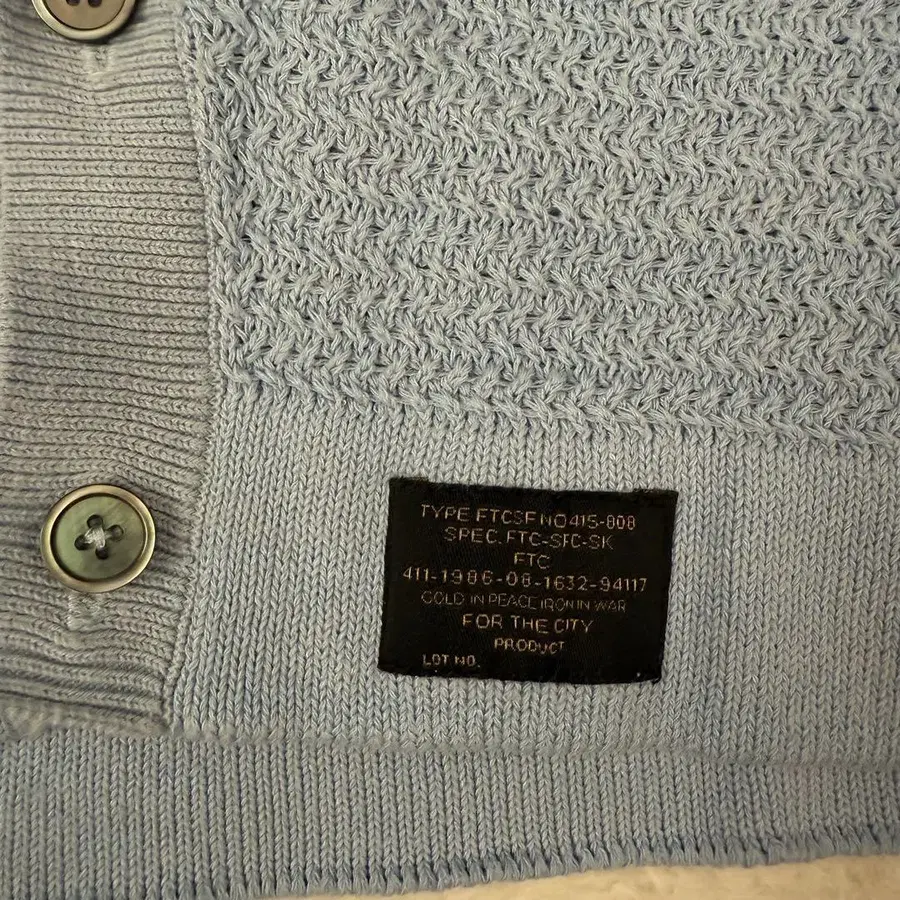 TYPE FTCSF NO415-808
SPEC. FTC-SFC-SK
FTC
411-1986-08-1632-94117
GOLD IN PEACE IRON IN WAR
FOR THE CITY
PRODUCT
LOT NO.